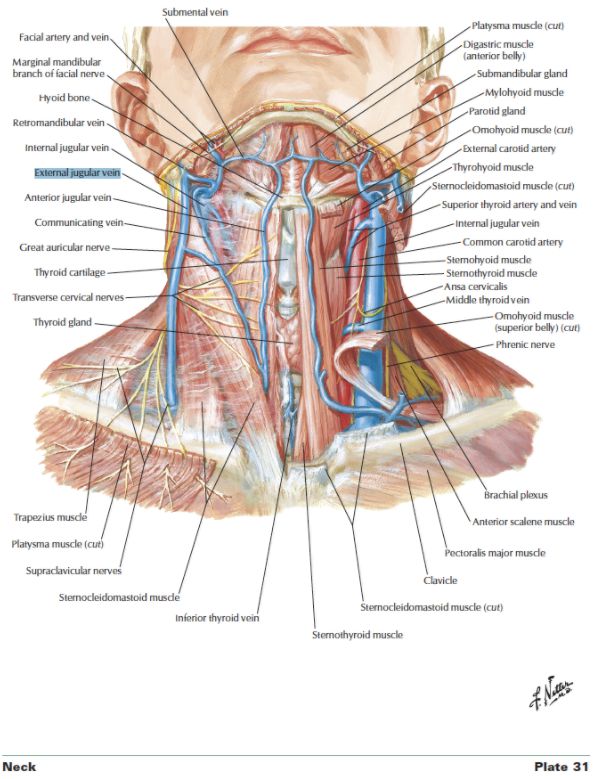 Submental vein
Facial artery and vein
Marginal mandibular
branch of facial nerve
Hyoid bone
Retromandibular vein
Internal jugular vein
External jugular vein
Anterior jugular vein
Communicating vein
Great auricular nerve
Thyroid cartilage
Transverse cervical nerves
Thyroid gland
Trapezius muscle
Platysma muscle (cut)
Supraclavicular nerves
Sternocleidomastoid muscle
Inferior thyroid vein
Platysma muscle (cut)
Digastric muscle
(anterior belly)
Submandibular gland
Mylohyoid muscle
Parotid gland
Omohyoid muscle (cut)
External carotid artery
Thyrohyoid muscle
Sternocleidomastoid muscle (cut)
Superior thyroid artery and vein
Internal jugular vein
Common carotid artery
Sternohyoid muscle
Sternothyroid muscle
Ansa cervicalis
Middle thyroid vein
Omohyoid muscle
(superior belly) (cut)
Phrenic nerve
Brachial plexus
Anterior scalene muscle
Pectoralis major muscle
Clavicle
Sternocleidomastoid muscle (cut)
Sternothyroid muscle
F. Netter
M.D.
Neck
Plate 31